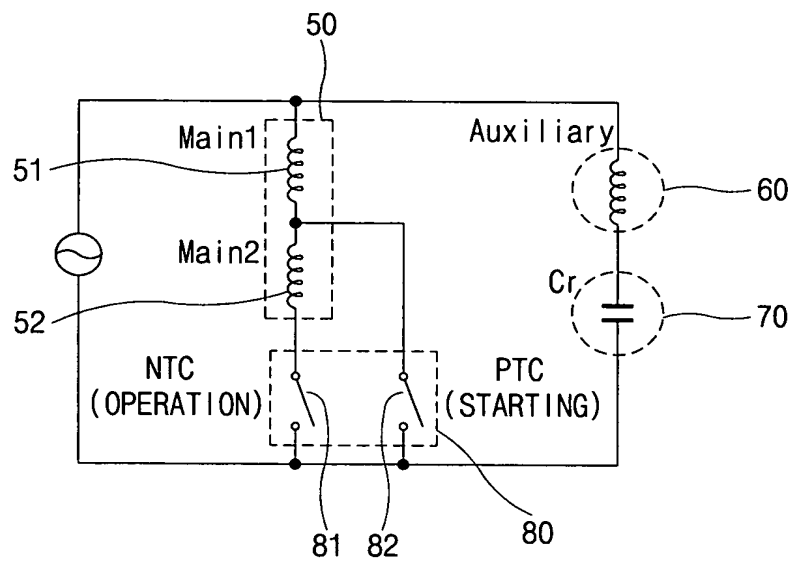 50
Main1
Auxiliary
51
60
Main2
Cr
52
70
NTC
(OPERATION)
PTC
(STARTING)
81
82
80